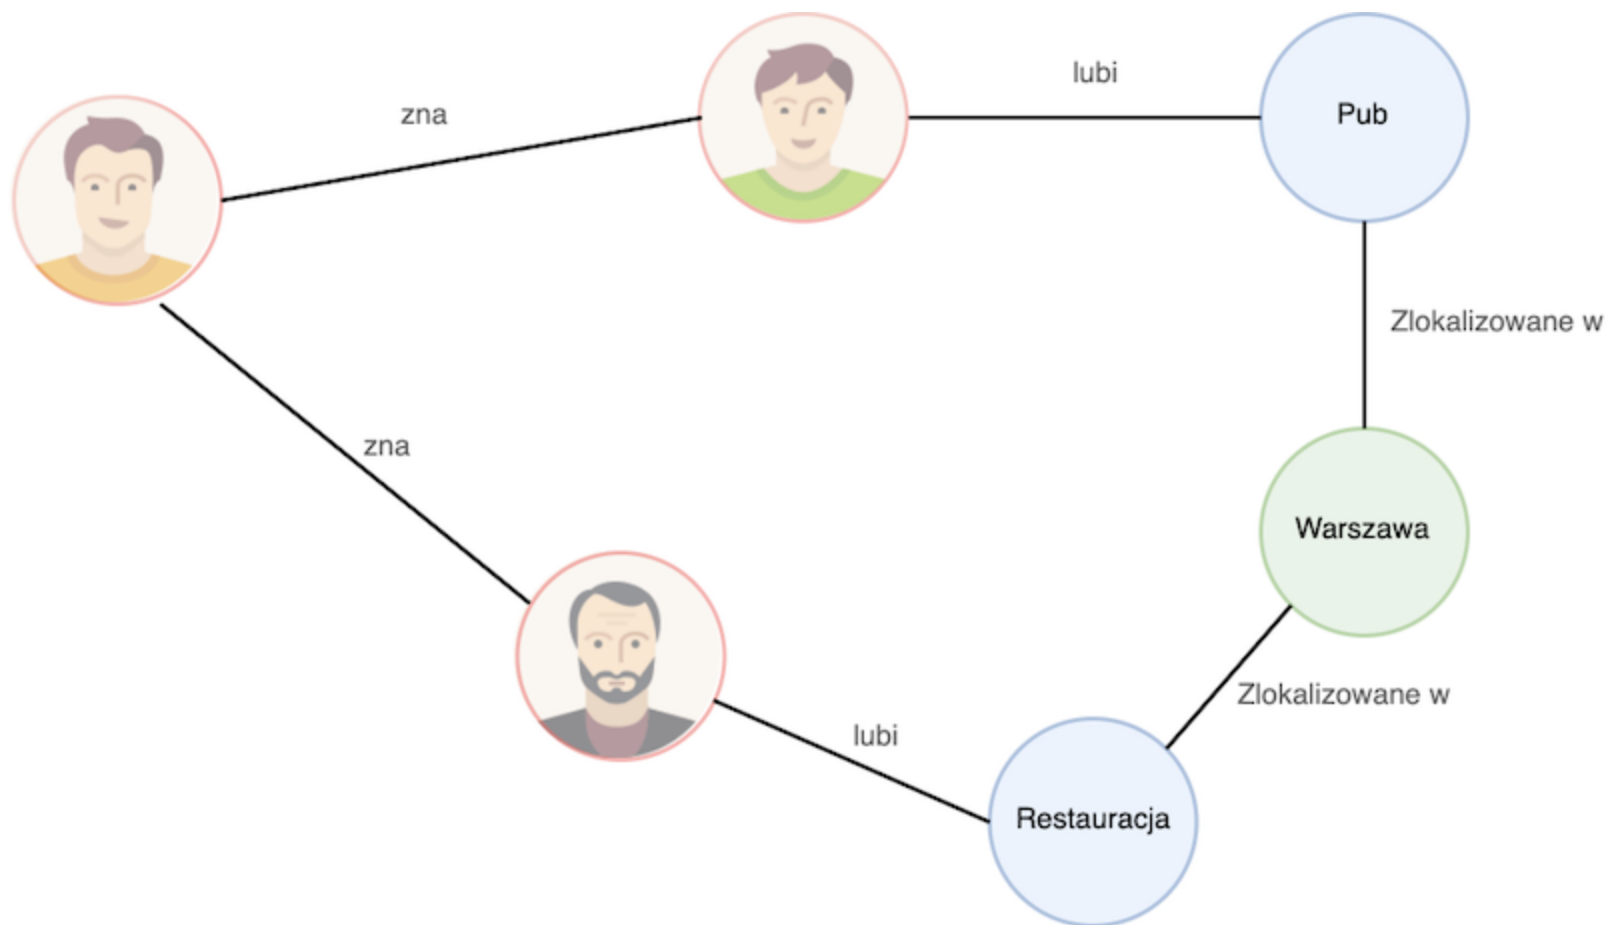 lubi
Pub
zna
Zlokalizowane w
zna
Warszawa
Zlokalizowane w
lubi
Restauracja